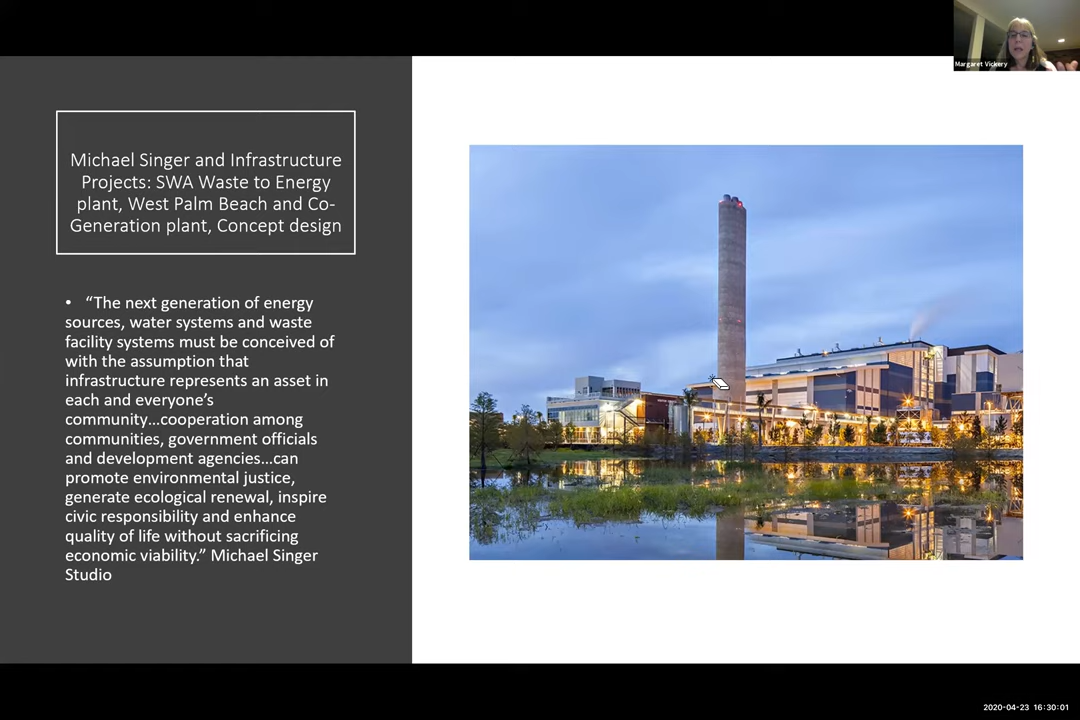 Margaret Vickery
Michael Singer and Infrastructure
Projects: SWA Waste to Energy
plant, West Palm Beach and Co-
Generation plant, Concept design
• “The next generation of energy
sources, water systems and waste
facility systems must be conceived of
with the assumption that
infrastructure represents an asset in
each and everyone’s
community…cooperation among
communities, government officials
and development agencies…can
promote environmental justice,
generate ecological renewal, inspire
civic responsibility and enhance
quality of life without sacrificing
economic viability.” Michael Singer
Studio
2020-04-23 16:30:01